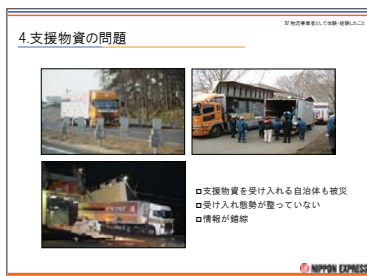 Ⅳ 物流事業者として体験・経験したこと
4.支援物資の問題
支援物資を受け入れる自治体も被災
受け入れ態勢が整っていない
情報が錯綜
NIPPON EXPRESS